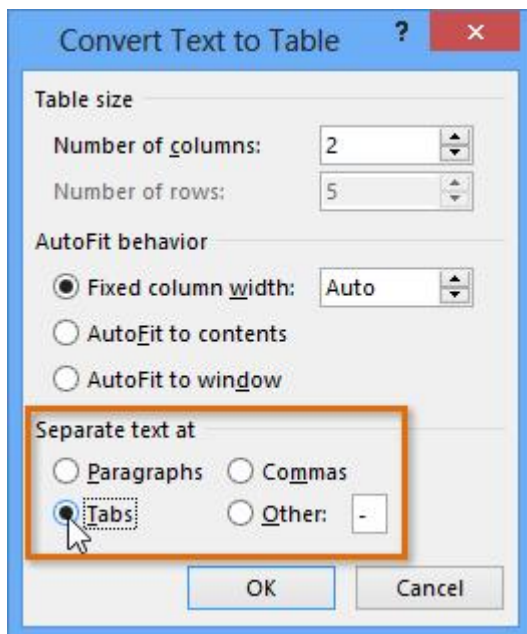 Convert Text to Table ? ×
Table size
Number of columns: 2
Number of rows: 5
AutoFit behavior
Fixed column width: Auto
AutoFit to contents
AutoFit to window
Separate text at
Paragraphs Commas
Tabs Other: -
OK Cancel